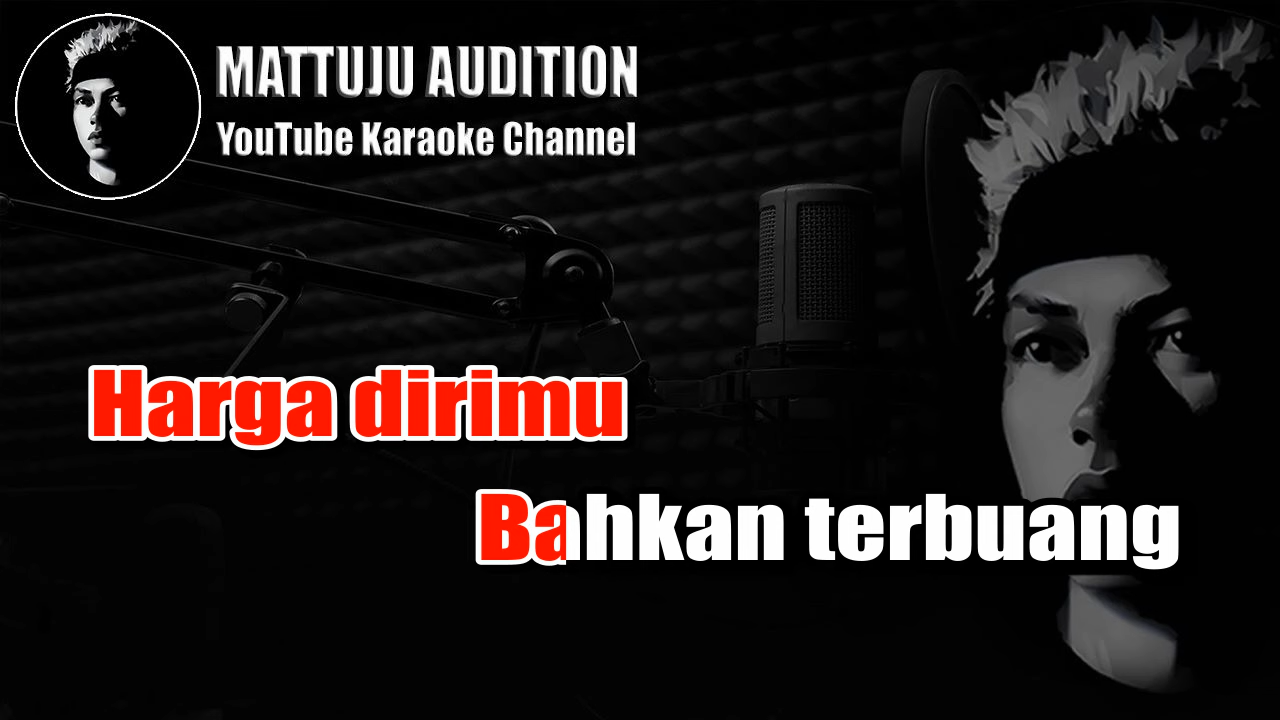 MATTUJU AUDITION
YouTube Karaoke Channel
Harga dirimu
Bahkan terbuang